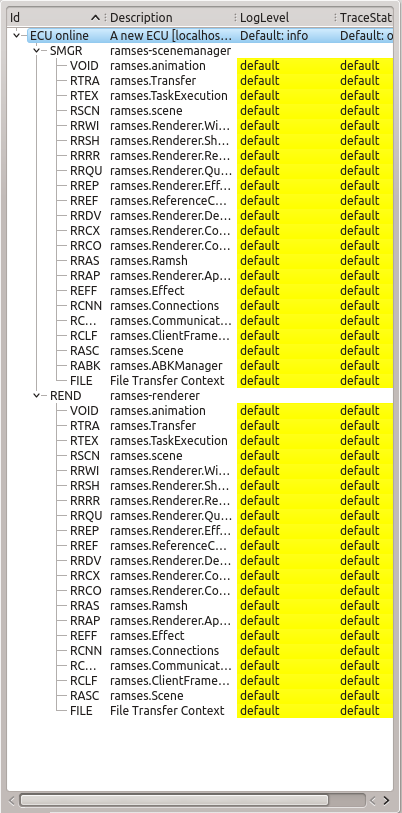 Id Description LogLevel TraceStat
ECU online A new ECU [localhos... Default: info Default: o
SMGR ramses-scenemanager
VOID ramses.animation default default
RTRA ramses.Transfer default default
RTEX ramses.TaskExecution default default
RSCN ramses.scene default default
RRWI ramses.Renderer.Wi... default default
RRSH ramses.Renderer.Sh... default default
RRRR ramses.Renderer.Re... default default
RRQU ramses.Renderer.Qu... default default
RREP ramses.Renderer.Eff... default default
RREF ramses.ReferenceC... default default
RRDV ramses.Renderer.De... default default
RRCX ramses.Renderer.Co... default default
RRCO ramses.Renderer.Co... default default
RRAS ramses.Ramsh default default
RRAP ramses.Renderer.Ap... default default
REFF ramses.Effect default default
RCNN ramses.Connections default default
RC... ramses.Communicat... default default
RCLF ramses.ClientFrame... default default
RASC ramses.Scene default default
RABK ramses.ABKManager default default
FILE File Transfer Context default default
REND ramses-renderer
VOID ramses.animation default default
RTRA ramses.Transfer default default
RTEX ramses.TaskExecution default default
RSCN ramses.scene default default
RRWI ramses.Renderer.Wi... default default
RRSH ramses.Renderer.Sh... default default
RRRR ramses.Renderer.Re... default default
RRQU ramses.Renderer.Qu... default default
RREP ramses.Renderer.Eff... default default
RREF ramses.ReferenceC... default default
RRDV ramses.Renderer.De... default default
RRCX ramses.Renderer.Co... default default
RRCO ramses.Renderer.Co... default default
RRAS ramses.Ramsh default default
RRAP ramses.Renderer.Ap... default default
REFF ramses.Effect default default
RCNN ramses.Connections default default
RC... ramses.Communicat... default default
RCLF ramses.ClientFrame... default default
RASC ramses.Scene default default
FILE File Transfer Context default default